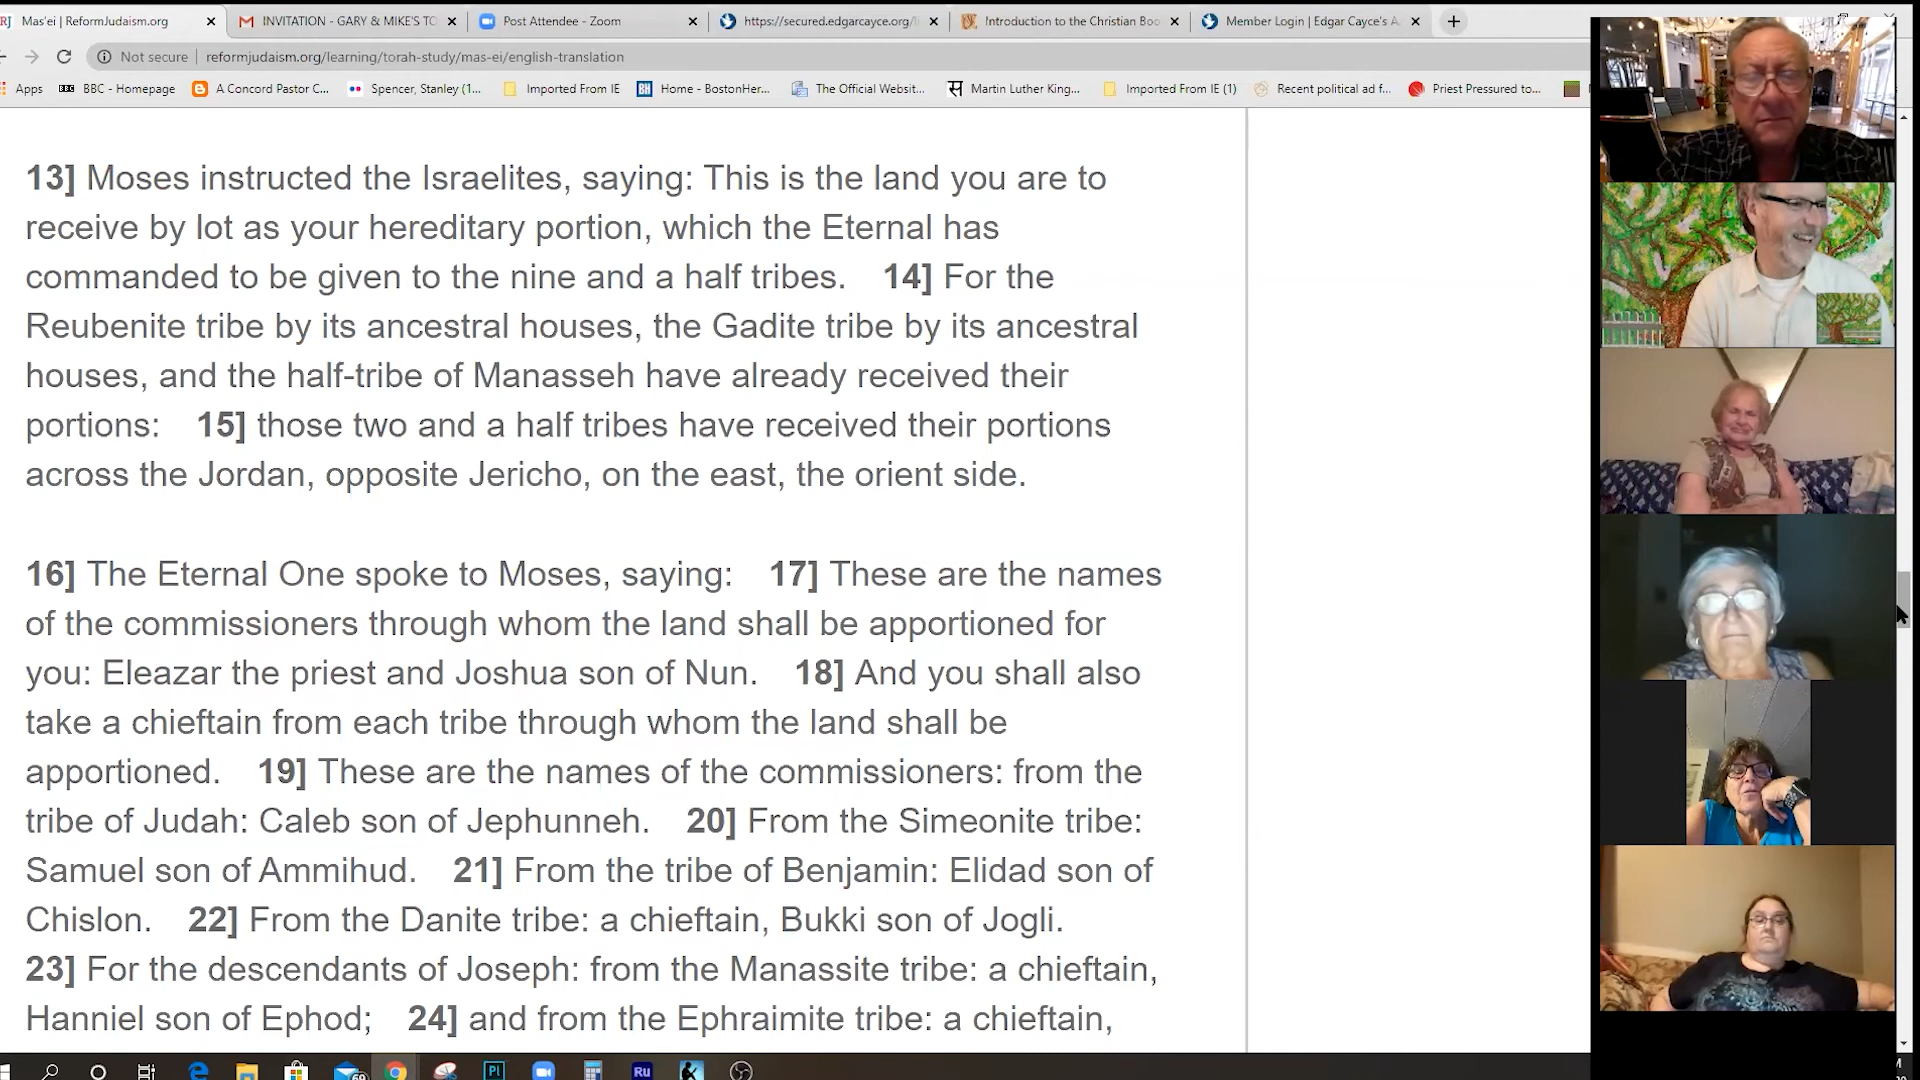 Mas'ei | ReformJudaism.org
INVITATION - GARY & MIKE'S TO
Post Attendee - Zoom
https://secured.edgarcayce.org/
Introduction to the Christian Boo
Member Login | Edgar Cayce's A
Not secure reformjudaism.org/learning/torah-study/mas-ei/english-translation
Apps
BBC - Homepage
A Concord Pastor C...
Spencer, Stanley (1...
Imported From IE
BH Home - BostonHer...
The Official Websit...
Martin Luther King...
Imported From IE (1)
Recent political ad f...
Priest Pressured to...
13] Moses instructed the Israelites, saying: This is the land you are to
receive by lot as your hereditary portion, which the Eternal has
commanded to be given to the nine and a half tribes. 14] For the
Reubenite tribe by its ancestral houses, the Gadite tribe by its ancestral
houses, and the half-tribe of Manasseh have already received their
portions: 15] those two and a half tribes have received their portions
across the Jordan, opposite Jericho, on the east, the orient side.
16] The Eternal One spoke to Moses, saying: 17] These are the names
of the commissioners through whom the land shall be apportioned for
you: Eleazar the priest and Joshua son of Nun. 18] And you shall also
take a chieftain from each tribe through whom the land shall be
apportioned. 19] These are the names of the commissioners: from the
tribe of Judah: Caleb son of Jephunneh. 20] From the Simeonite tribe:
Samuel son of Ammihud. 21] From the tribe of Benjamin: Elidad son of
Chislon. 22] From the Danite tribe: a chieftain, Bukki son of Jogli.
23] For the descendants of Joseph: from the Manassite tribe: a chieftain,
Hanniel son of Ephod; 24] and from the Ephraimite tribe: a chieftain,
69
Pl
Ru